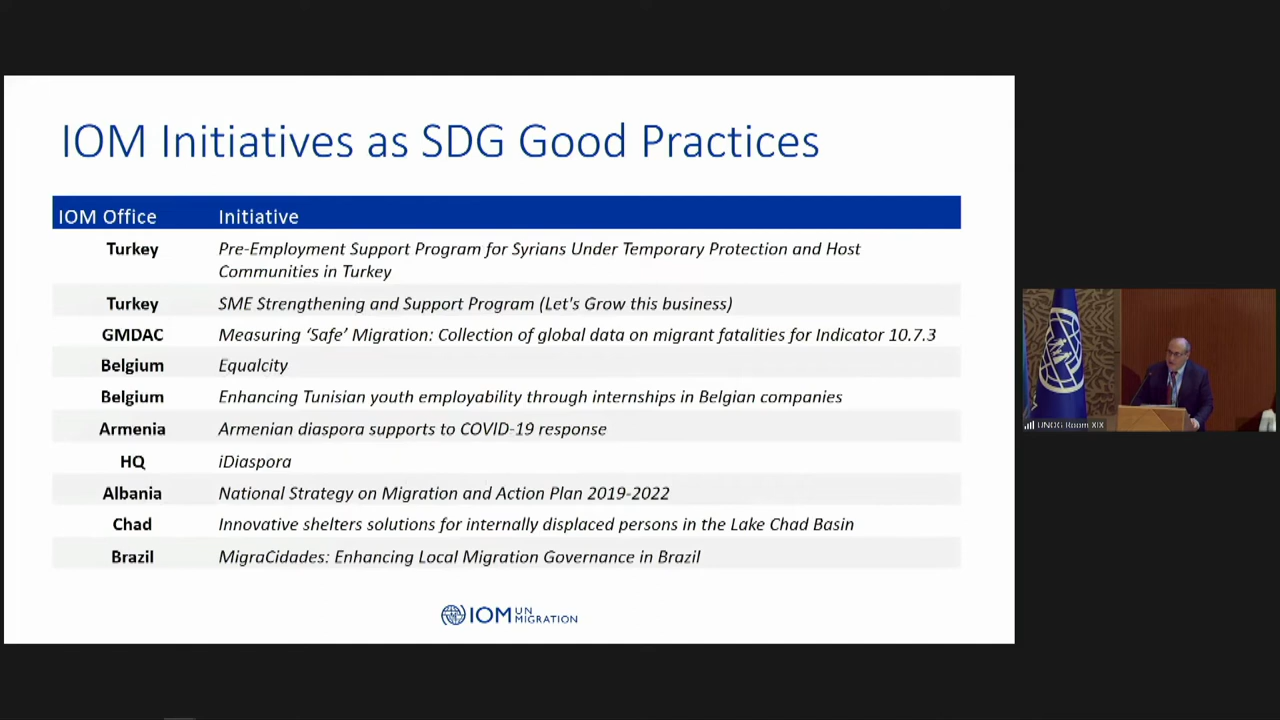 IOM Initiatives as SDG Good Practices
IOM Office Initiative
Turkey Pre-Employment Support Program for Syrians Under Temporary Protection and Host
Communities in Turkey
Turkey SME Strengthening and Support Program (Let's Grow this business)
GMDAC Measuring ‘Safe’ Migration: Collection of global data on migrant fatalities for Indicator 10.7.3
Belgium Equalcity
Belgium Enhancing Tunisian youth employability through internships in Belgian companies
Armenia Armenian diaspora supports to COVID-19 response
HQ iDiaspora
Albania National Strategy on Migration and Action Plan 2019-2022
Chad Innovative shelters solutions for internally displaced persons in the Lake Chad Basin
Brazil MigraCidades: Enhancing Local Migration Governance in Brazil
IOM UN
MIGRATION
UNOG Room XIX